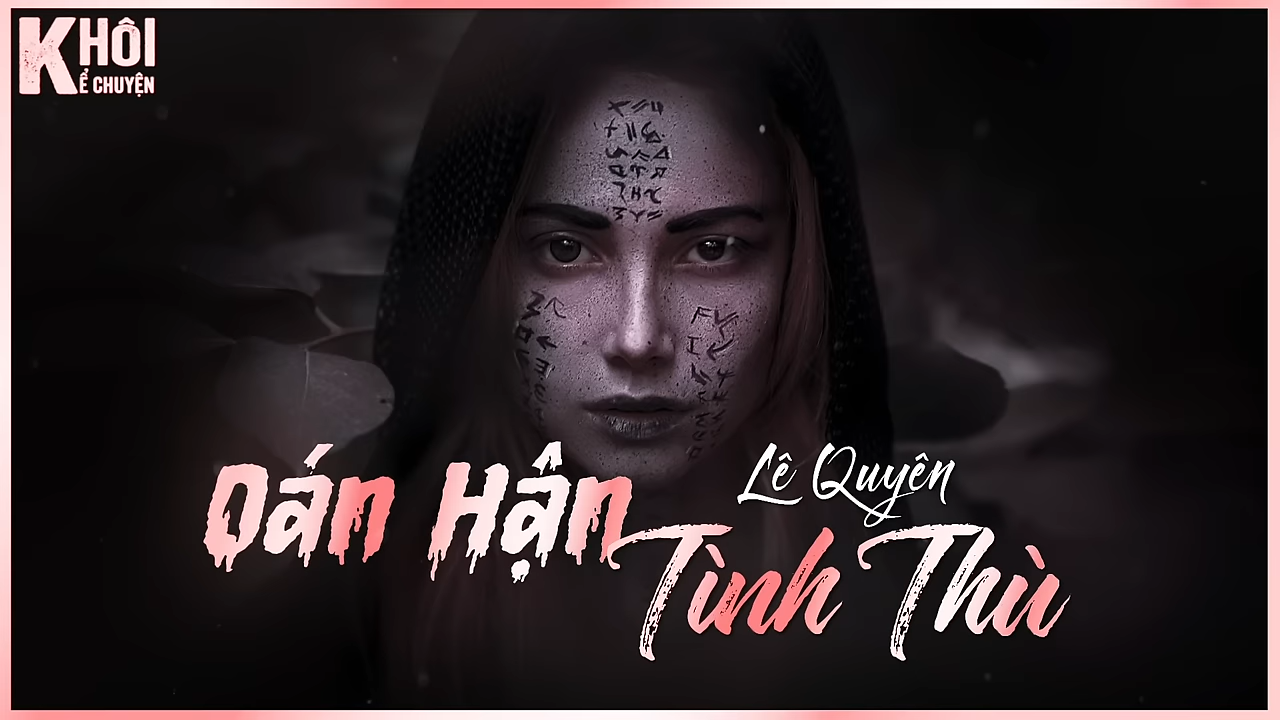 KHÔI
KỂ CHUYỆN
Oán Hận
Lê Quyên
Tình Thù